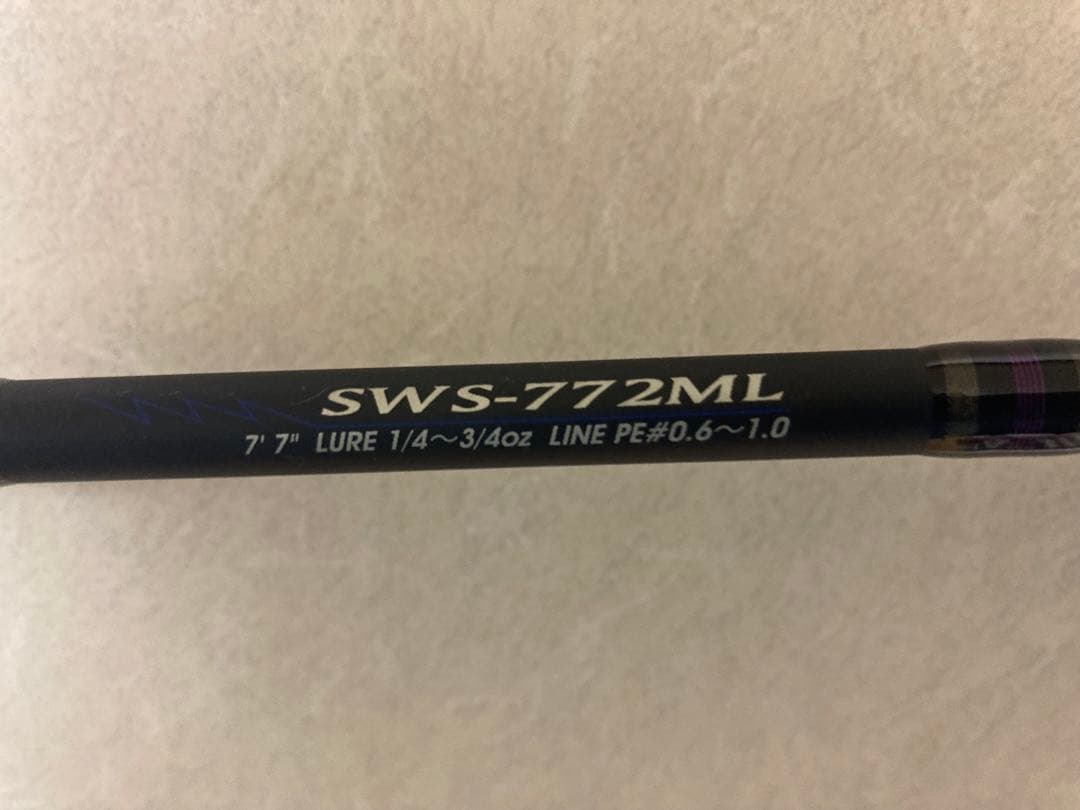 SWS-772ML
7' 7" LURE 1/4～3/4oz LINE PE#0.6～1.0